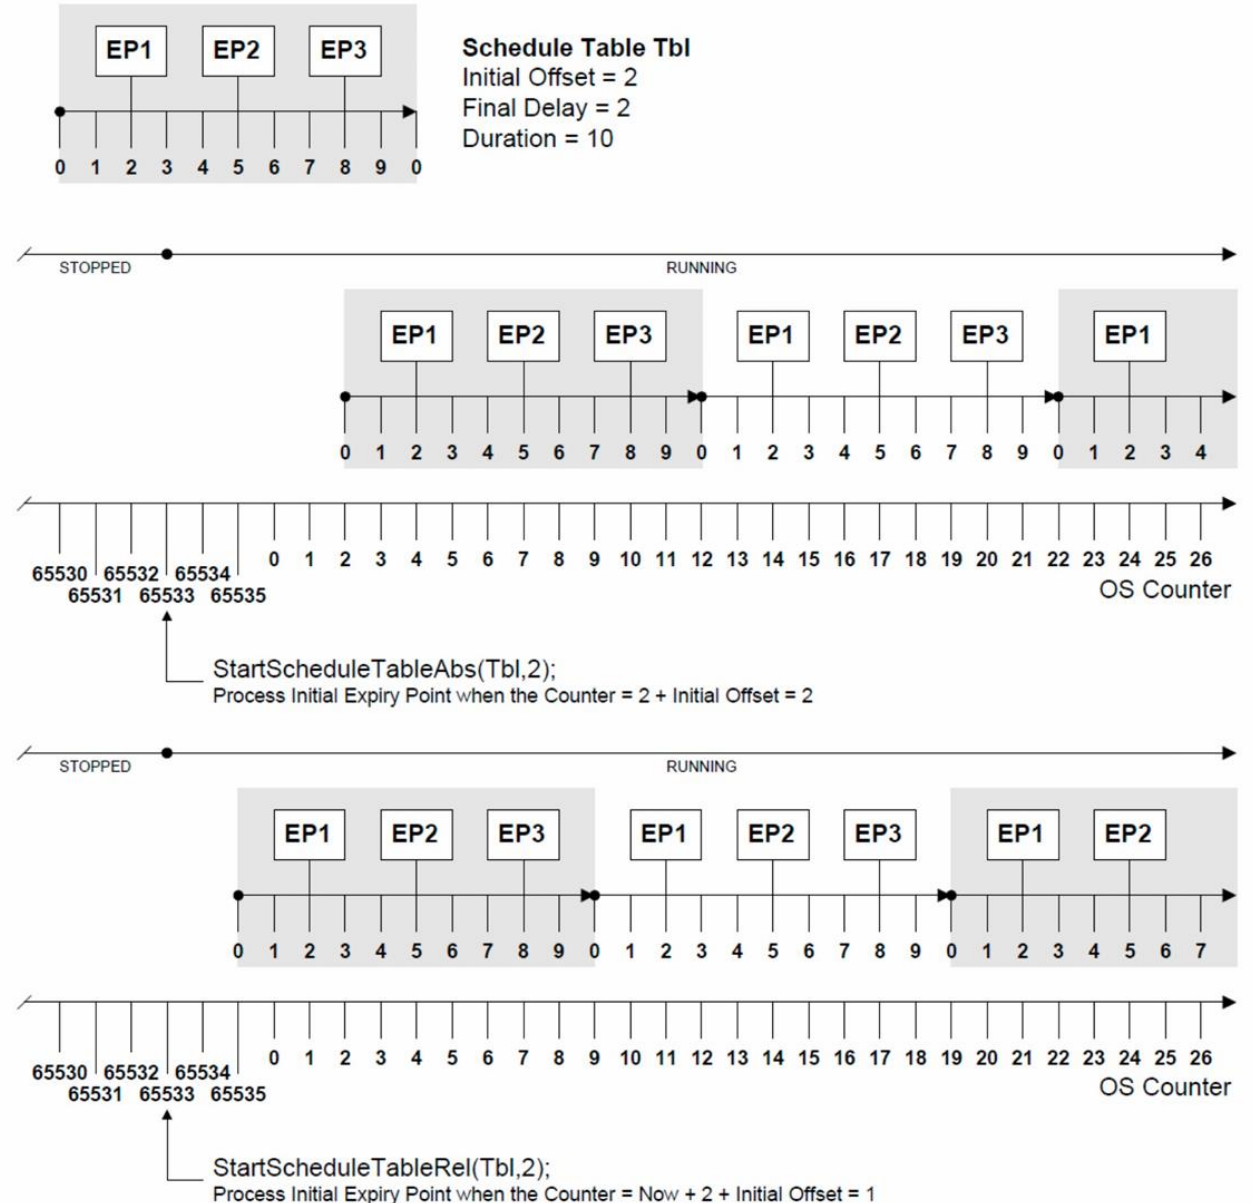 EP1 EP2 EP3
0 1 2 3 4 5 6 7 8 9 0
Schedule Table Tbl
Initial Offset = 2
Final Delay = 2
Duration = 10
STOPPED RUNNING
EP1 EP2 EP3 EP1 EP2 EP3 EP1
0 1 2 3 4 5 6 7 8 9 0 1 2 3 4 5 6 7 8 9 0 1 2 3 4
0 1 2 3 4 5 6 7 8 9 10 11 12 13 14 15 16 17 18 19 20 21 22 23 24 25 26
65530 65532 65534
65531 65533 65535
OS Counter
StartScheduleTableAbs(Tbl,2);
Process Initial Expiry Point when the Counter = 2 + Initial Offset = 2
STOPPED RUNNING
EP1 EP2 EP3 EP1 EP2 EP3 EP1 EP2
0 1 2 3 4 5 6 7 8 9 0 1 2 3 4 5 6 7 8 9 0 1 2 3 4 5 6 7
0 1 2 3 4 5 6 7 8 9 10 11 12 13 14 15 16 17 18 19 20 21 22 23 24 25 26
65530 65532 65534
65531 65533 65535
OS Counter
StartScheduleTableRel(Tbl,2);
Process Initial Expiry Point when the Counter = Now + 2 + Initial Offset = 1